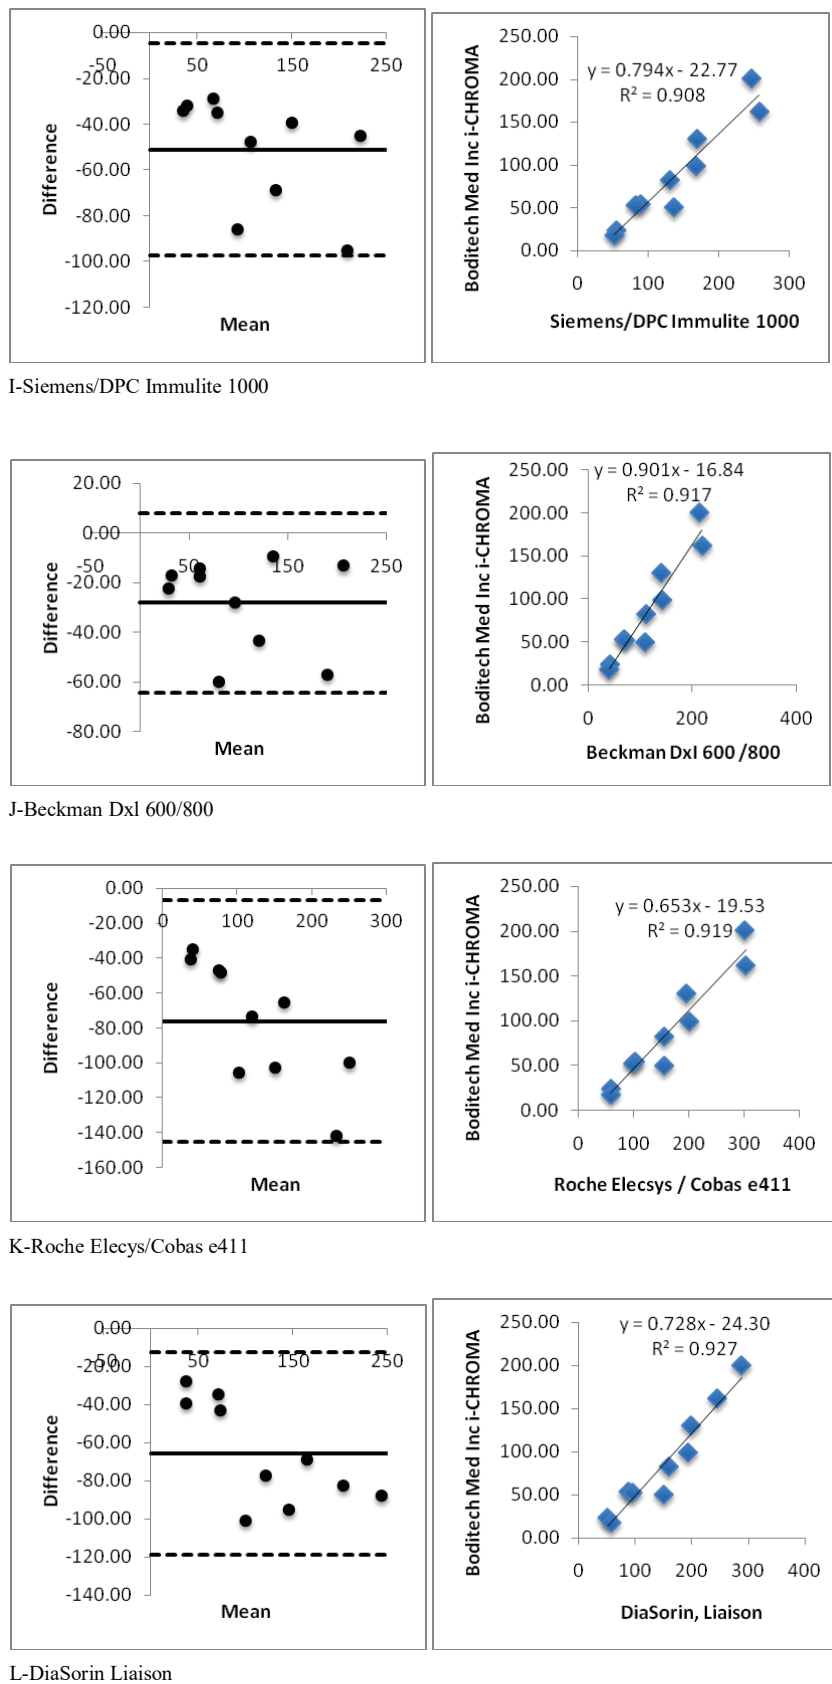 0.00
-20.00
-40.00
-60.00
-80.00
-100.00
-120.00
-50 50 150 250
Difference
Mean
250.00
200.00
150.00
100.00
50.00
0.00
y = 0.794x - 22.77
R² = 0.908
Boditech Med Inc i-CHROMA
0 100 200 300
Siemens/DPC Immulite 1000
I-Siemens/DPC Immulite 1000
20.00
0.00
-20.00
-40.00
-60.00
-80.00
-50 50 150 250
Difference
Mean
250.00
200.00
150.00
100.00
50.00
0.00
y = 0.901x - 16.84
R² = 0.917
Boditech Med Inc i-CHROMA
0 200 400
Beckman DxI 600 /800
J-Beckman Dxl 600/800
0.00
-20.00
-40.00
-60.00
-80.00
-100.00
-120.00
-140.00
-160.00
0 100 200 300
Difference
Mean
250.00
200.00
150.00
100.00
50.00
0.00
y = 0.653x - 19.53
R² = 0.919
Boditech Med Inc i-CHROMA
0 100 200 300 400
Roche Elecsys / Cobas e411
K-Roche Elecys/Cobas e411
0.00
-20.00
-40.00
-60.00
-80.00
-100.00
-120.00
-140.00
-50 50 150 250
Difference
Mean
250.00
200.00
150.00
100.00
50.00
0.00
y = 0.728x - 24.30
R² = 0.927
Boditech Med Inc i-CHROMA
0 100 200 300 400
DiaSorin, Liaison
L-DiaSorin Liaison